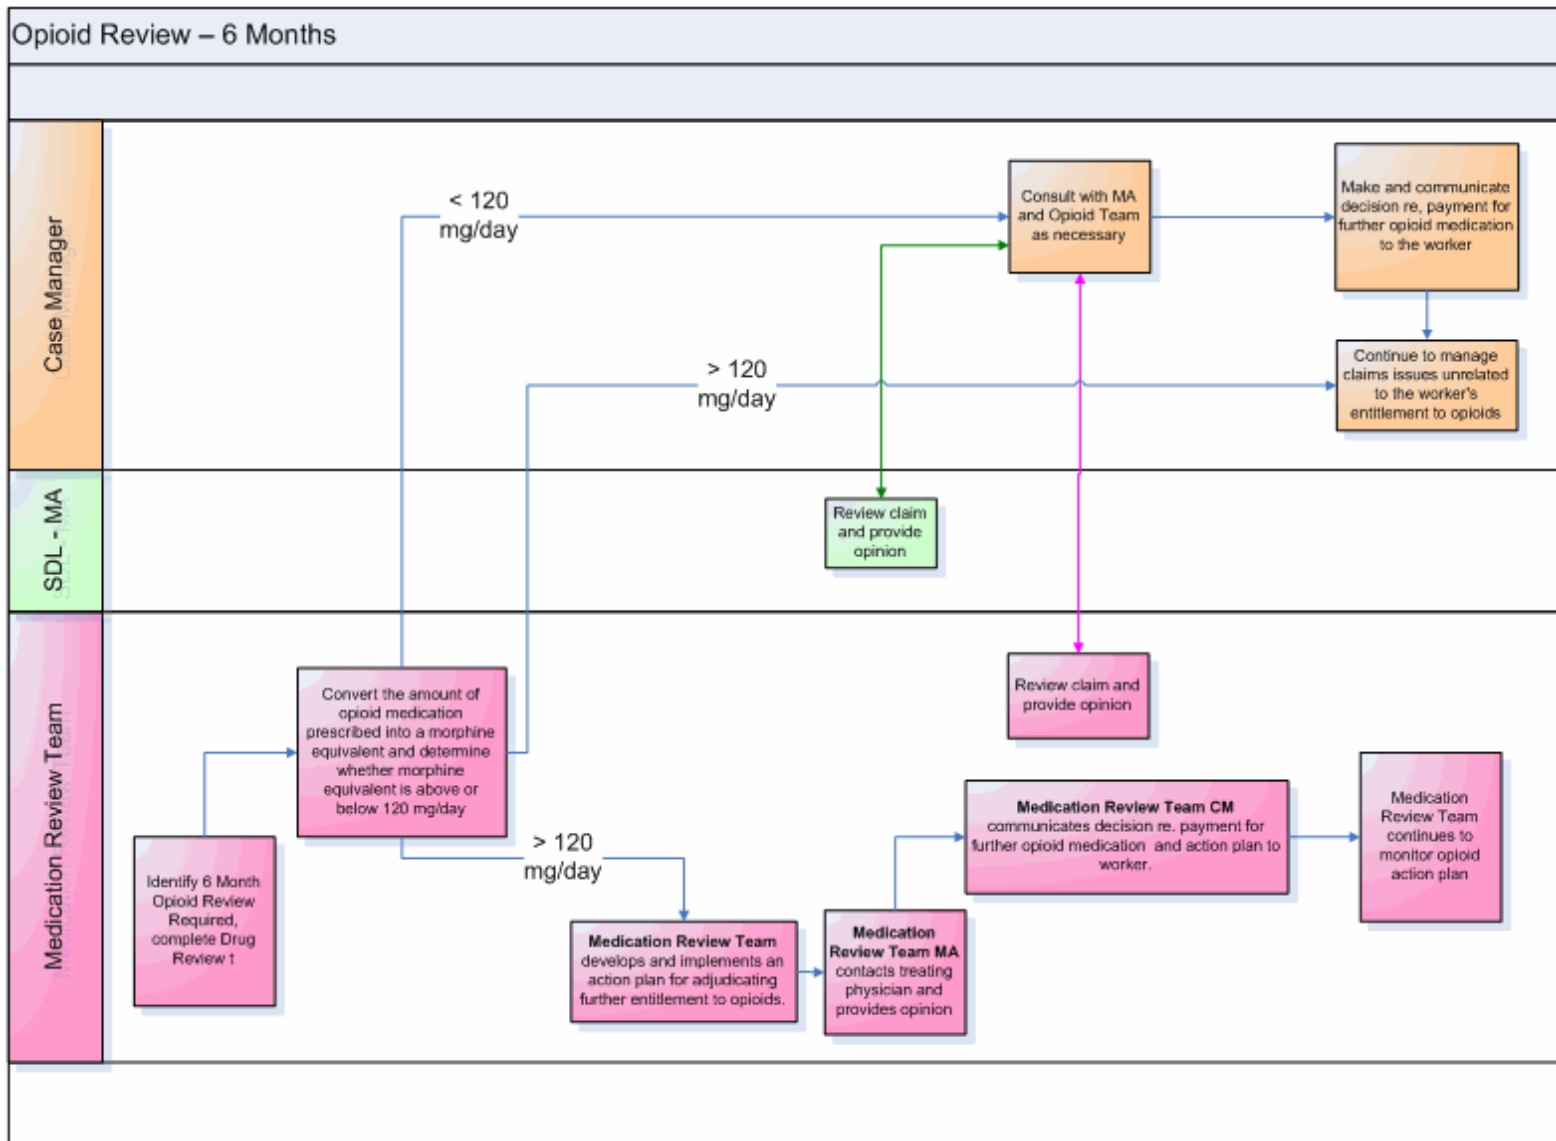 Opioid Review – 6 Months
Case Manager
< 120
mg/day
Consult with MA
and Opioid Team
as necessary
Make and communicate
decision re, payment for
further opioid medication
to the worker
> 120
mg/day
Continue to manage
claims issues unrelated
to the worker's
entitlement to opioids
SDL - MA
Review claim
and provide
opinion
Medication Review Team
Identify 6 Month
Opioid Review
Required,
complete Drug
Review t
Convert the amount of
opioid medication
prescribed into a morphine
equivalent and determine
whether morphine
equivalent is above or
below 120 mg/day
> 120
mg/day
Medication Review Team
develops and implements an
action plan for adjudicating
further entitlement to opioids.
Medication
Review Team MA
contacts treating
physician and
provides opinion
Review claim and
provide opinion
Medication Review Team CM
communicates decision re. payment for
further opioid medication and action plan to
worker.
Medication
Review Team
continues to
monitor opioid
action plan